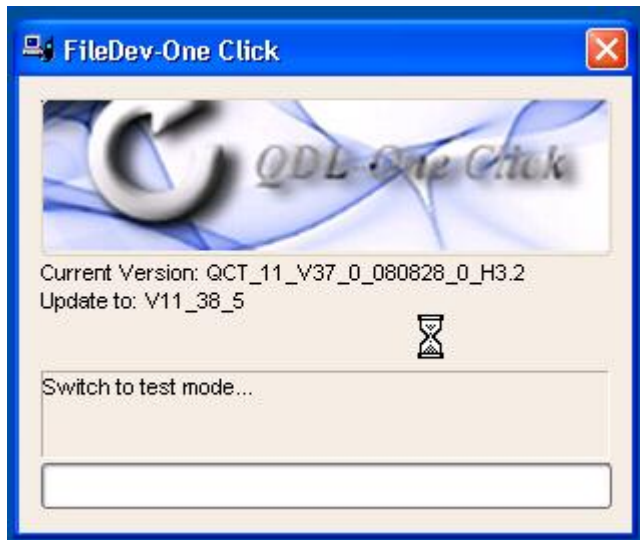 FileDev-One Click
QDL-One Click
Current Version: QCT_11_V37_0_080828_0_H3.2
Update to: V11_38_5
Switch to test mode...